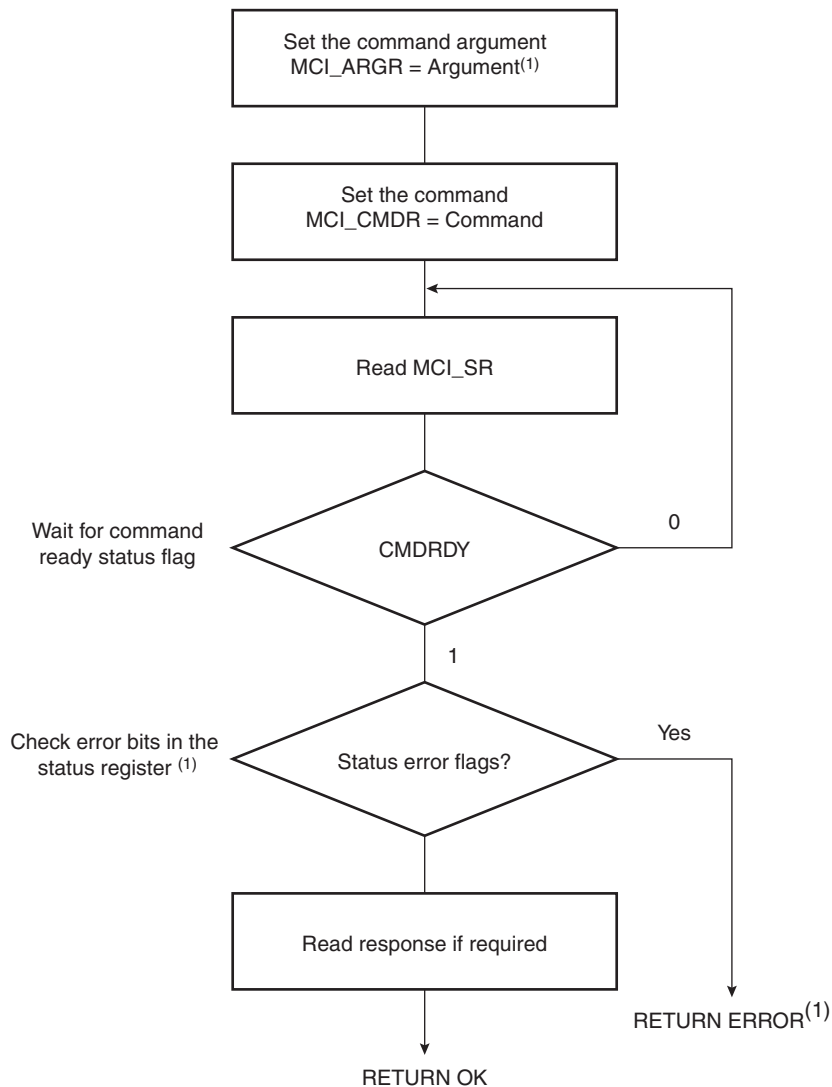 Set the command argument
MCI_ARGR = Argument(1)
Set the command
MCI_CMDR = Command
Read MCI_SR
Wait for command
ready status flag
CMDRDY
0
1
Check error bits in the
status register (1)
Status error flags?
Yes
Read response if required
RETURN ERROR(1)
RETURN OK